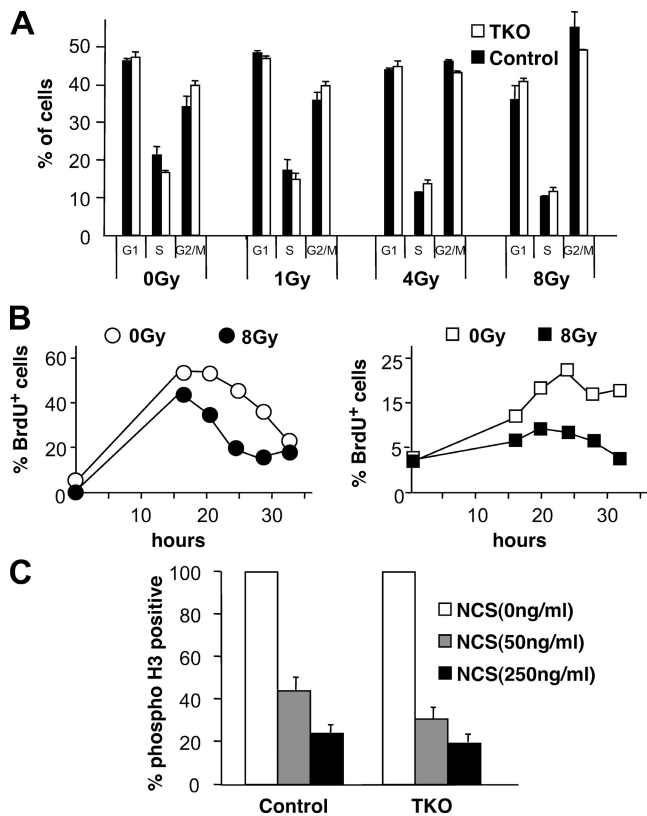 A
% of cells
50
40
30
20
10
0
TKO
Control
G1 S G2/M G1 S G2/M G1 S G2/M G1 S G2/M
0Gy 1Gy 4Gy 8Gy
B
0Gy 8Gy
% BrdU+ cells
60
40
20
0
10 20 30
hours
0Gy 8Gy
% BrdU+ cells
25
15
5
0
10 20 30
hours
C
% phospho H3 positive
100
80
60
40
20
0
NCS(0ng/ml)
NCS(50ng/ml)
NCS(250ng/ml)
Control TKO